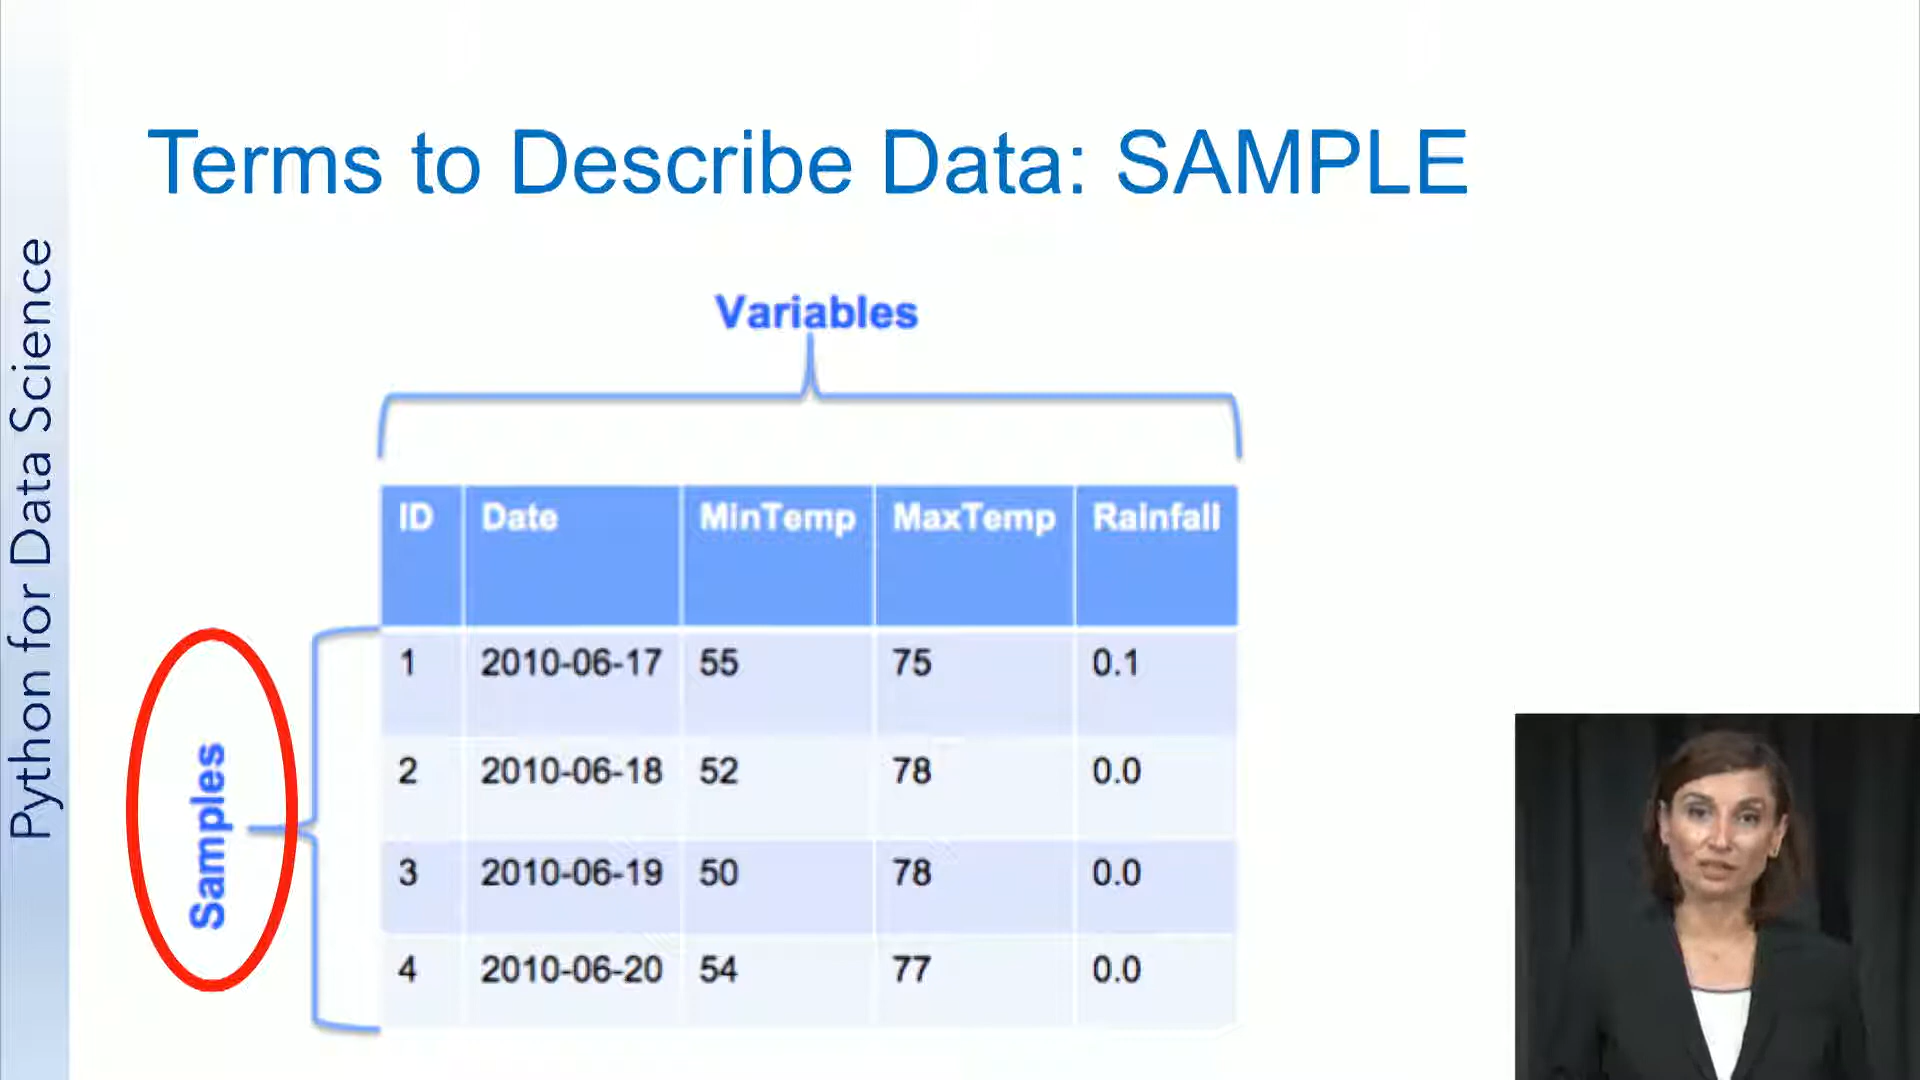 Python for Data Science
Terms to Describe Data: SAMPLE
Variables
ID Date MinTemp MaxTemp Rainfall
Samples
1 2010-06-17 55 75 0.1
2 2010-06-18 52 78 0.0
3 2010-06-19 50 78 0.0
4 2010-06-20 54 77 0.0